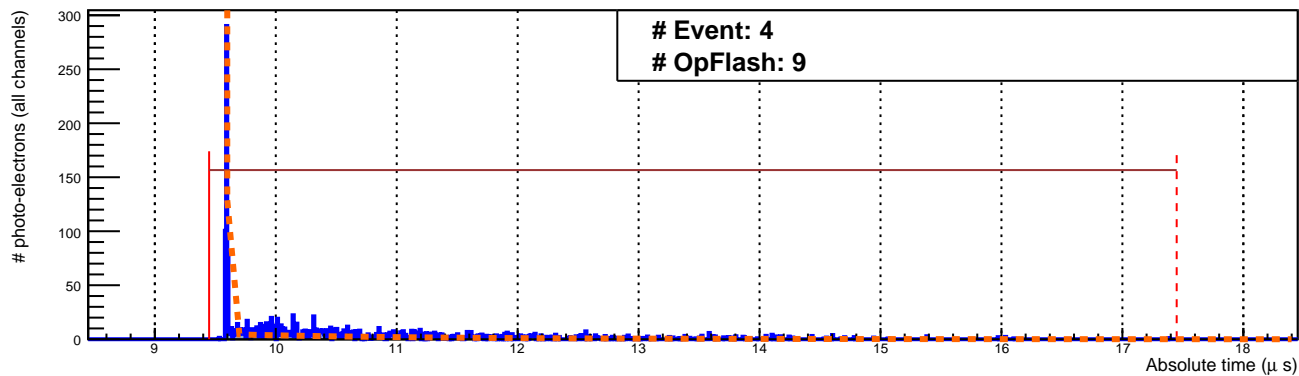 # Event: 4
# OpFlash: 9
# photo-electrons (all channels)
300
250
200
150
100
50
0
9 10 11 12 13 14 15 16 17 18
Absolute time (μ s)